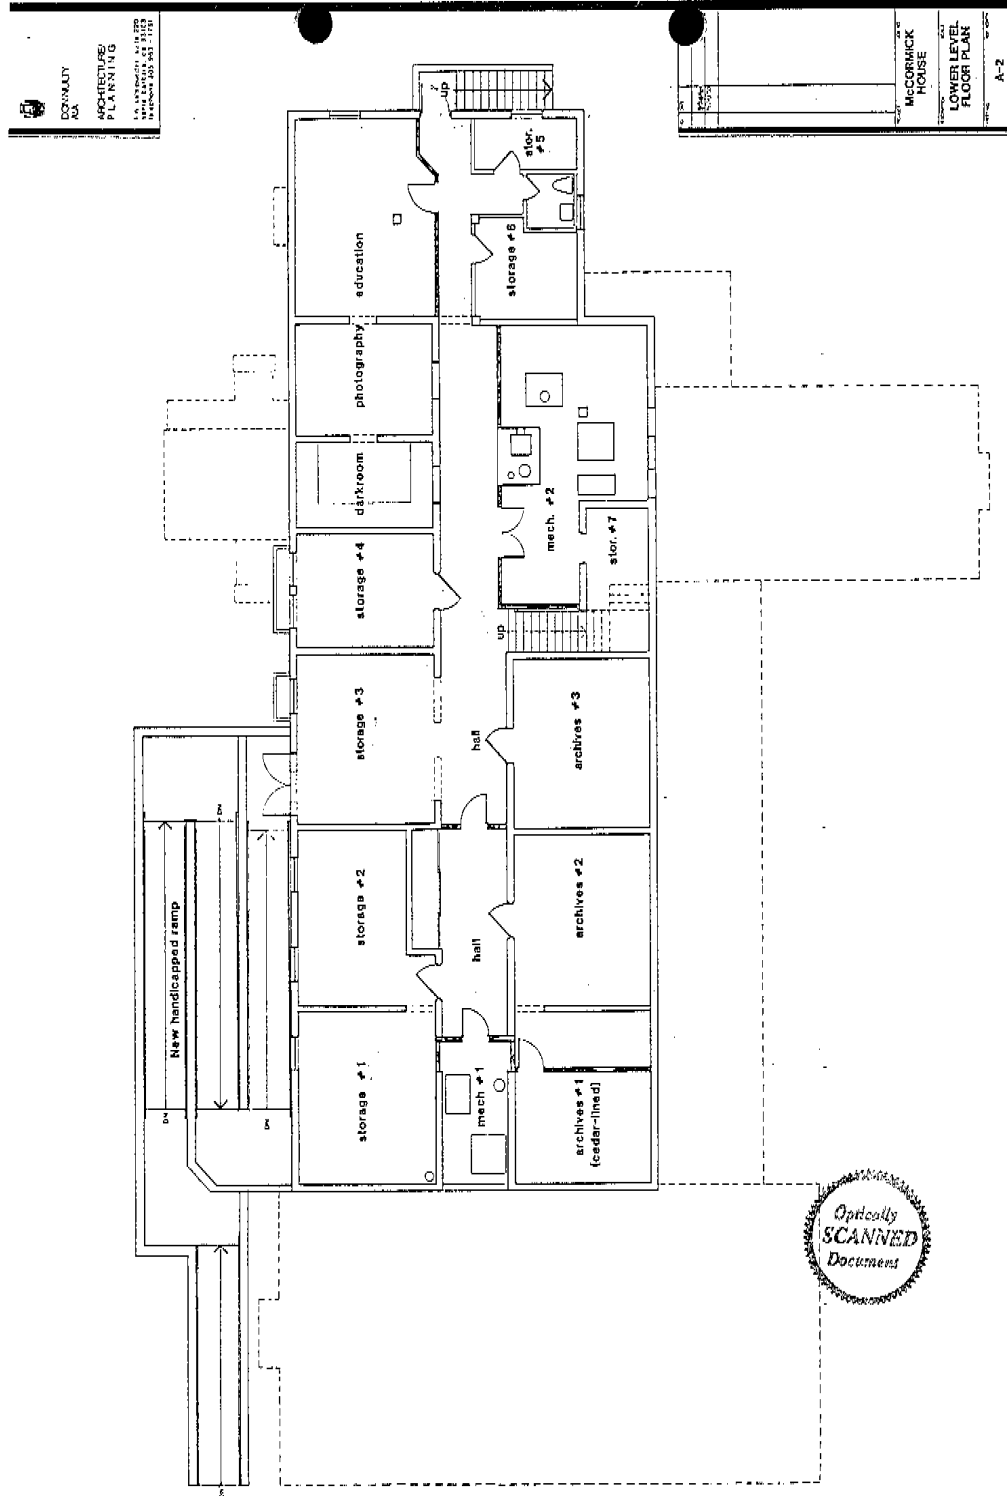 CONNULTY
AIA
ARCHITECTURE/
PLANNING
McCORMICK
HOUSE
LOWER LEVEL
FLOOR PLAN
A-2
up
stor.
#5
education
storage #6
photography
darkroom
mech. #2
storage #4
stor. #7
up
storage #3
hall
archives #3
New handicapped ramp
DN
DN
DN
storage #2
hall
archives #2
storage #1
mech #1
archives #1
(cedar-lined)
Optically
SCANNED
Document